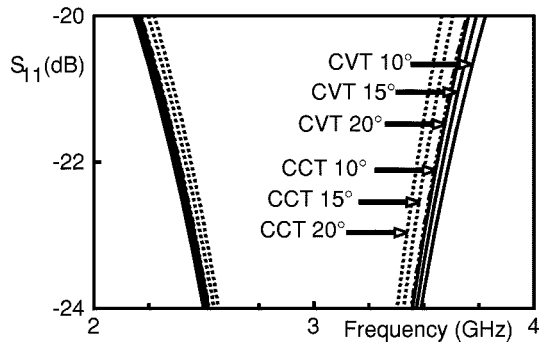 -20
S11(dB)
CVT 10°
CVT 15°
CVT 20°
-22
CCT 10°
CCT 15°
CCT 20°
-24
2
3
Frequency (GHz)
4